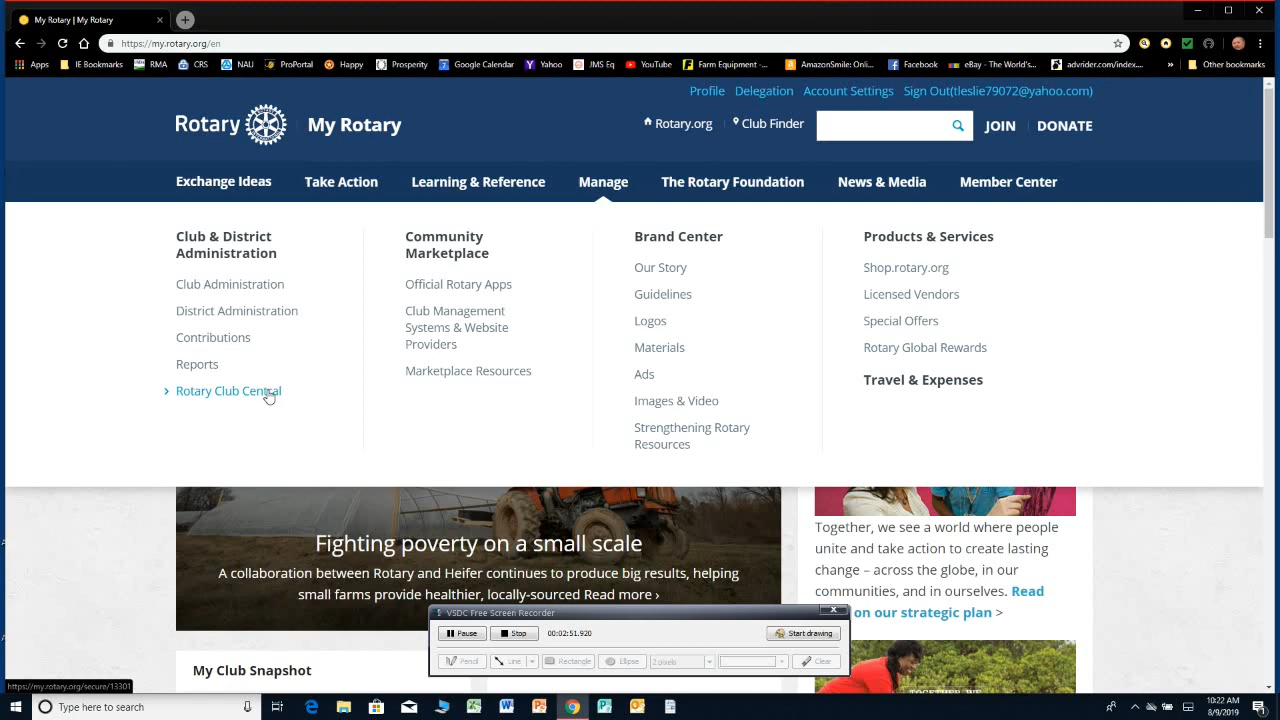 My Rotary | My Rotary
https://my.rotary.org/en
Apps
IE Bookmarks
RMA
CRS
NAU
ProPortal
Happy
Prosperity
Google Calendar
Yahoo
JMS Eq
YouTube
Farm Equipment -...
AmazonSmile: Onli...
Facebook
eBay - The World's...
advrider.com/index....
»
Other bookmarks
Profile
Delegation
Account Settings
Sign Out(tleslie79072@yahoo.com)
Rotary
My Rotary
Rotary.org
Club Finder
JOIN
DONATE
Exchange Ideas
Take Action
Learning & Reference
Manage
The Rotary Foundation
News & Media
Member Center
Club & District
Administration
Club Administration
District Administration
Contributions
Reports
Rotary Club Central
Community
Marketplace
Official Rotary Apps
Club Management
Systems & Website
Providers
Marketplace Resources
Brand Center
Our Story
Guidelines
Logos
Materials
Ads
Images & Video
Strengthening Rotary
Resources
Products & Services
Shop.rotary.org
Licensed Vendors
Special Offers
Rotary Global Rewards
Travel & Expenses
Fighting poverty on a small scale
A collaboration between Rotary and Heifer continues to produce big results, helping
small farms provide healthier, locally-sourced Read more ›
Together, we see a world where people
unite and take action to create lasting
change – across the globe, in our
communities, and in ourselves. Read
on our strategic plan >
VSDC Free Screen Recorder
Pause
Stop
00:02:51.920
Start drawing
Pencil
Line
Rectangle
Ellipse
2 pixels
Clear
My Club Snapshot
https://my.rotary.org/secure/13301
Type here to search
10:22 AM
8/9/2019